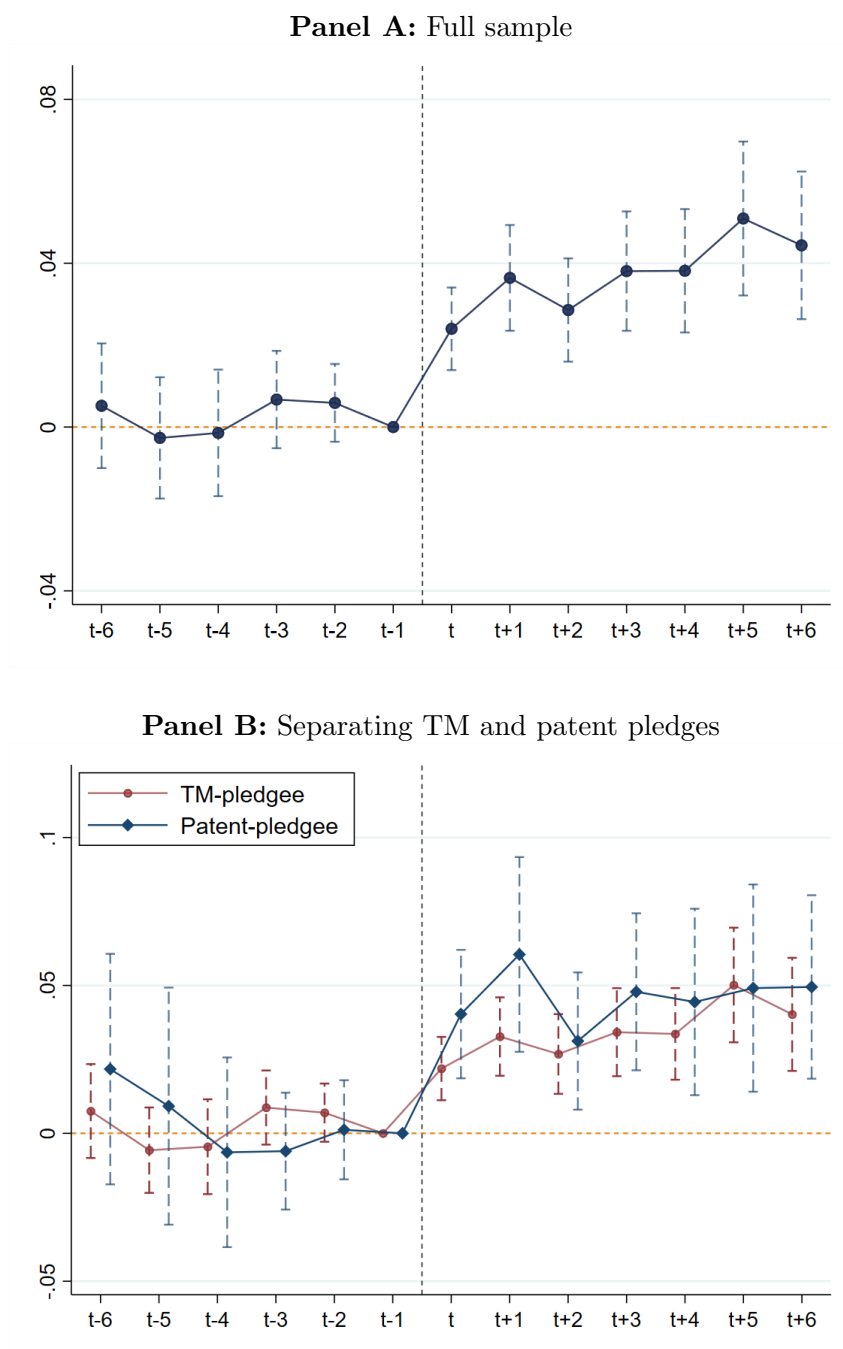 Panel A: Full sample
.08
.04
0
-.04
t-6 t-5 t-4 t-3 t-2 t-1 t t+1 t+2 t+3 t+4 t+5 t+6
Panel B: Separating TM and patent pledges
TM-pledgee
Patent-pledgee
.1
.05
0
-.05
t-6 t-5 t-4 t-3 t-2 t-1 t t+1 t+2 t+3 t+4 t+5 t+6